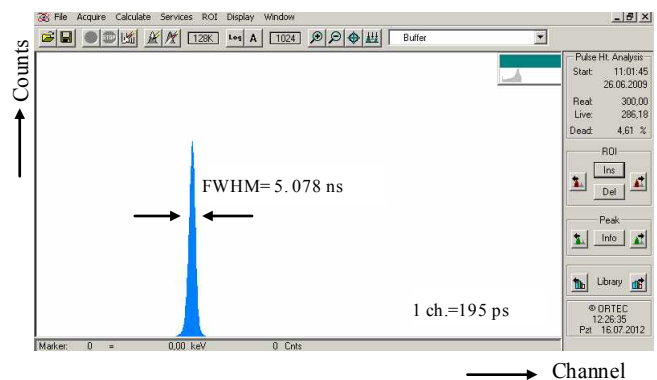 File Acquire Calculate Services ROI Display Window
128K Log A 1024 Buffer
Counts
Pulse Ht. Analysis
Start: 11:01:45
26.06.2009
Real: 300,00
Live: 286,18
Dead: 4,61 %
ROI
Ins
Del
Peak
Info
Library
© ORTEC
12:26:35
Pzt 16.07.2012
FWHM= 5. 078 ns
1 ch.=195 ps
Marker: 0 = 0,00 keV 0 Cnts
Channel